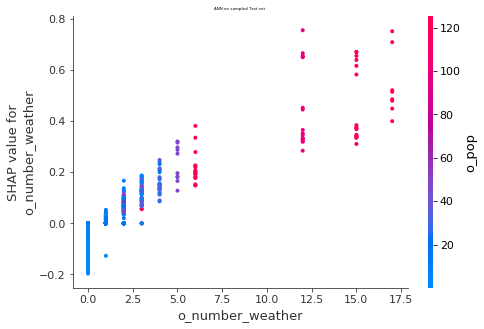 ANN on sampled Test set
0.8
0.6
0.4
0.2
0.0
−0.2
SHAP value for
o_number_weather
0.0 2.5 5.0 7.5 10.0 12.5 15.0 17.5
o_number_weather
120
100
80
60
40
20
o_pop